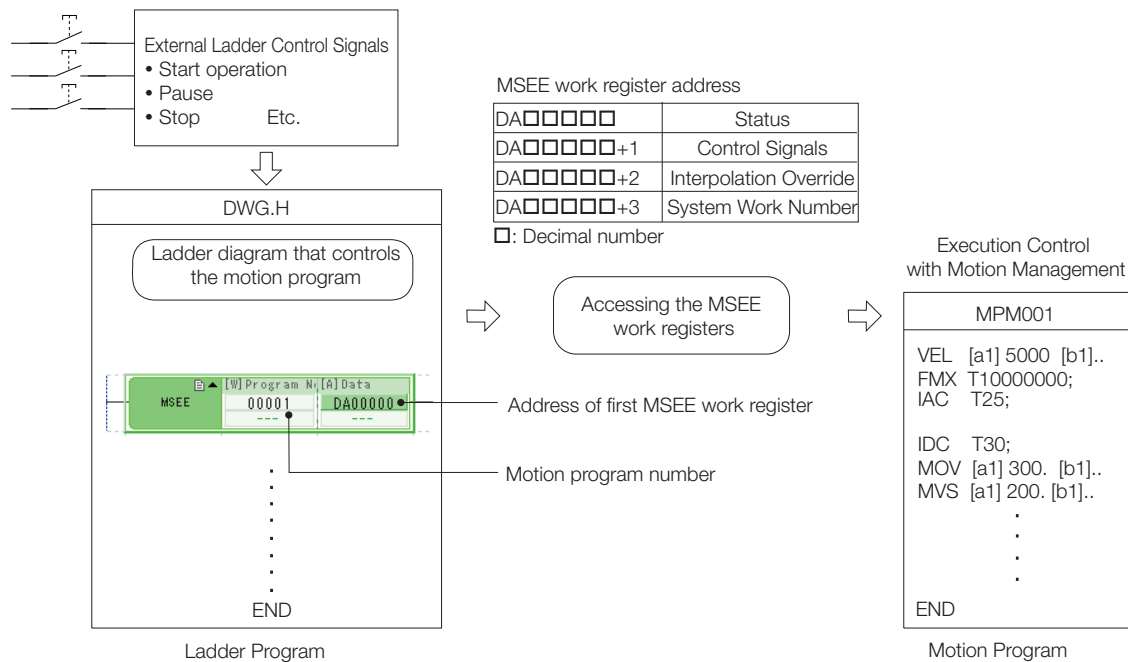 External Ladder Control Signals
• Start operation
• Pause
• Stop Etc.
MSEE work register address
DA□□□□□ Status
DA□□□□□+1 Control Signals
DA□□□□□+2 Interpolation Override
DA□□□□□+3 System Work Number
□: Decimal number
DWG.H
Ladder diagram that controls
the motion program
Accessing the MSEE
work registers
Execution Control
with Motion Management
MPM001
VEL [a1] 5000 [b1]..
FMX T10000000;
IAC T25;
IDC T30;
MOV [a1] 300. [b1]..
MVS [a1] 200. [b1]..
END
[W]Program N [A]Data
MSEE 00001 DA00000
--- ---
Address of first MSEE work register
Motion program number
END
Ladder Program
Motion Program